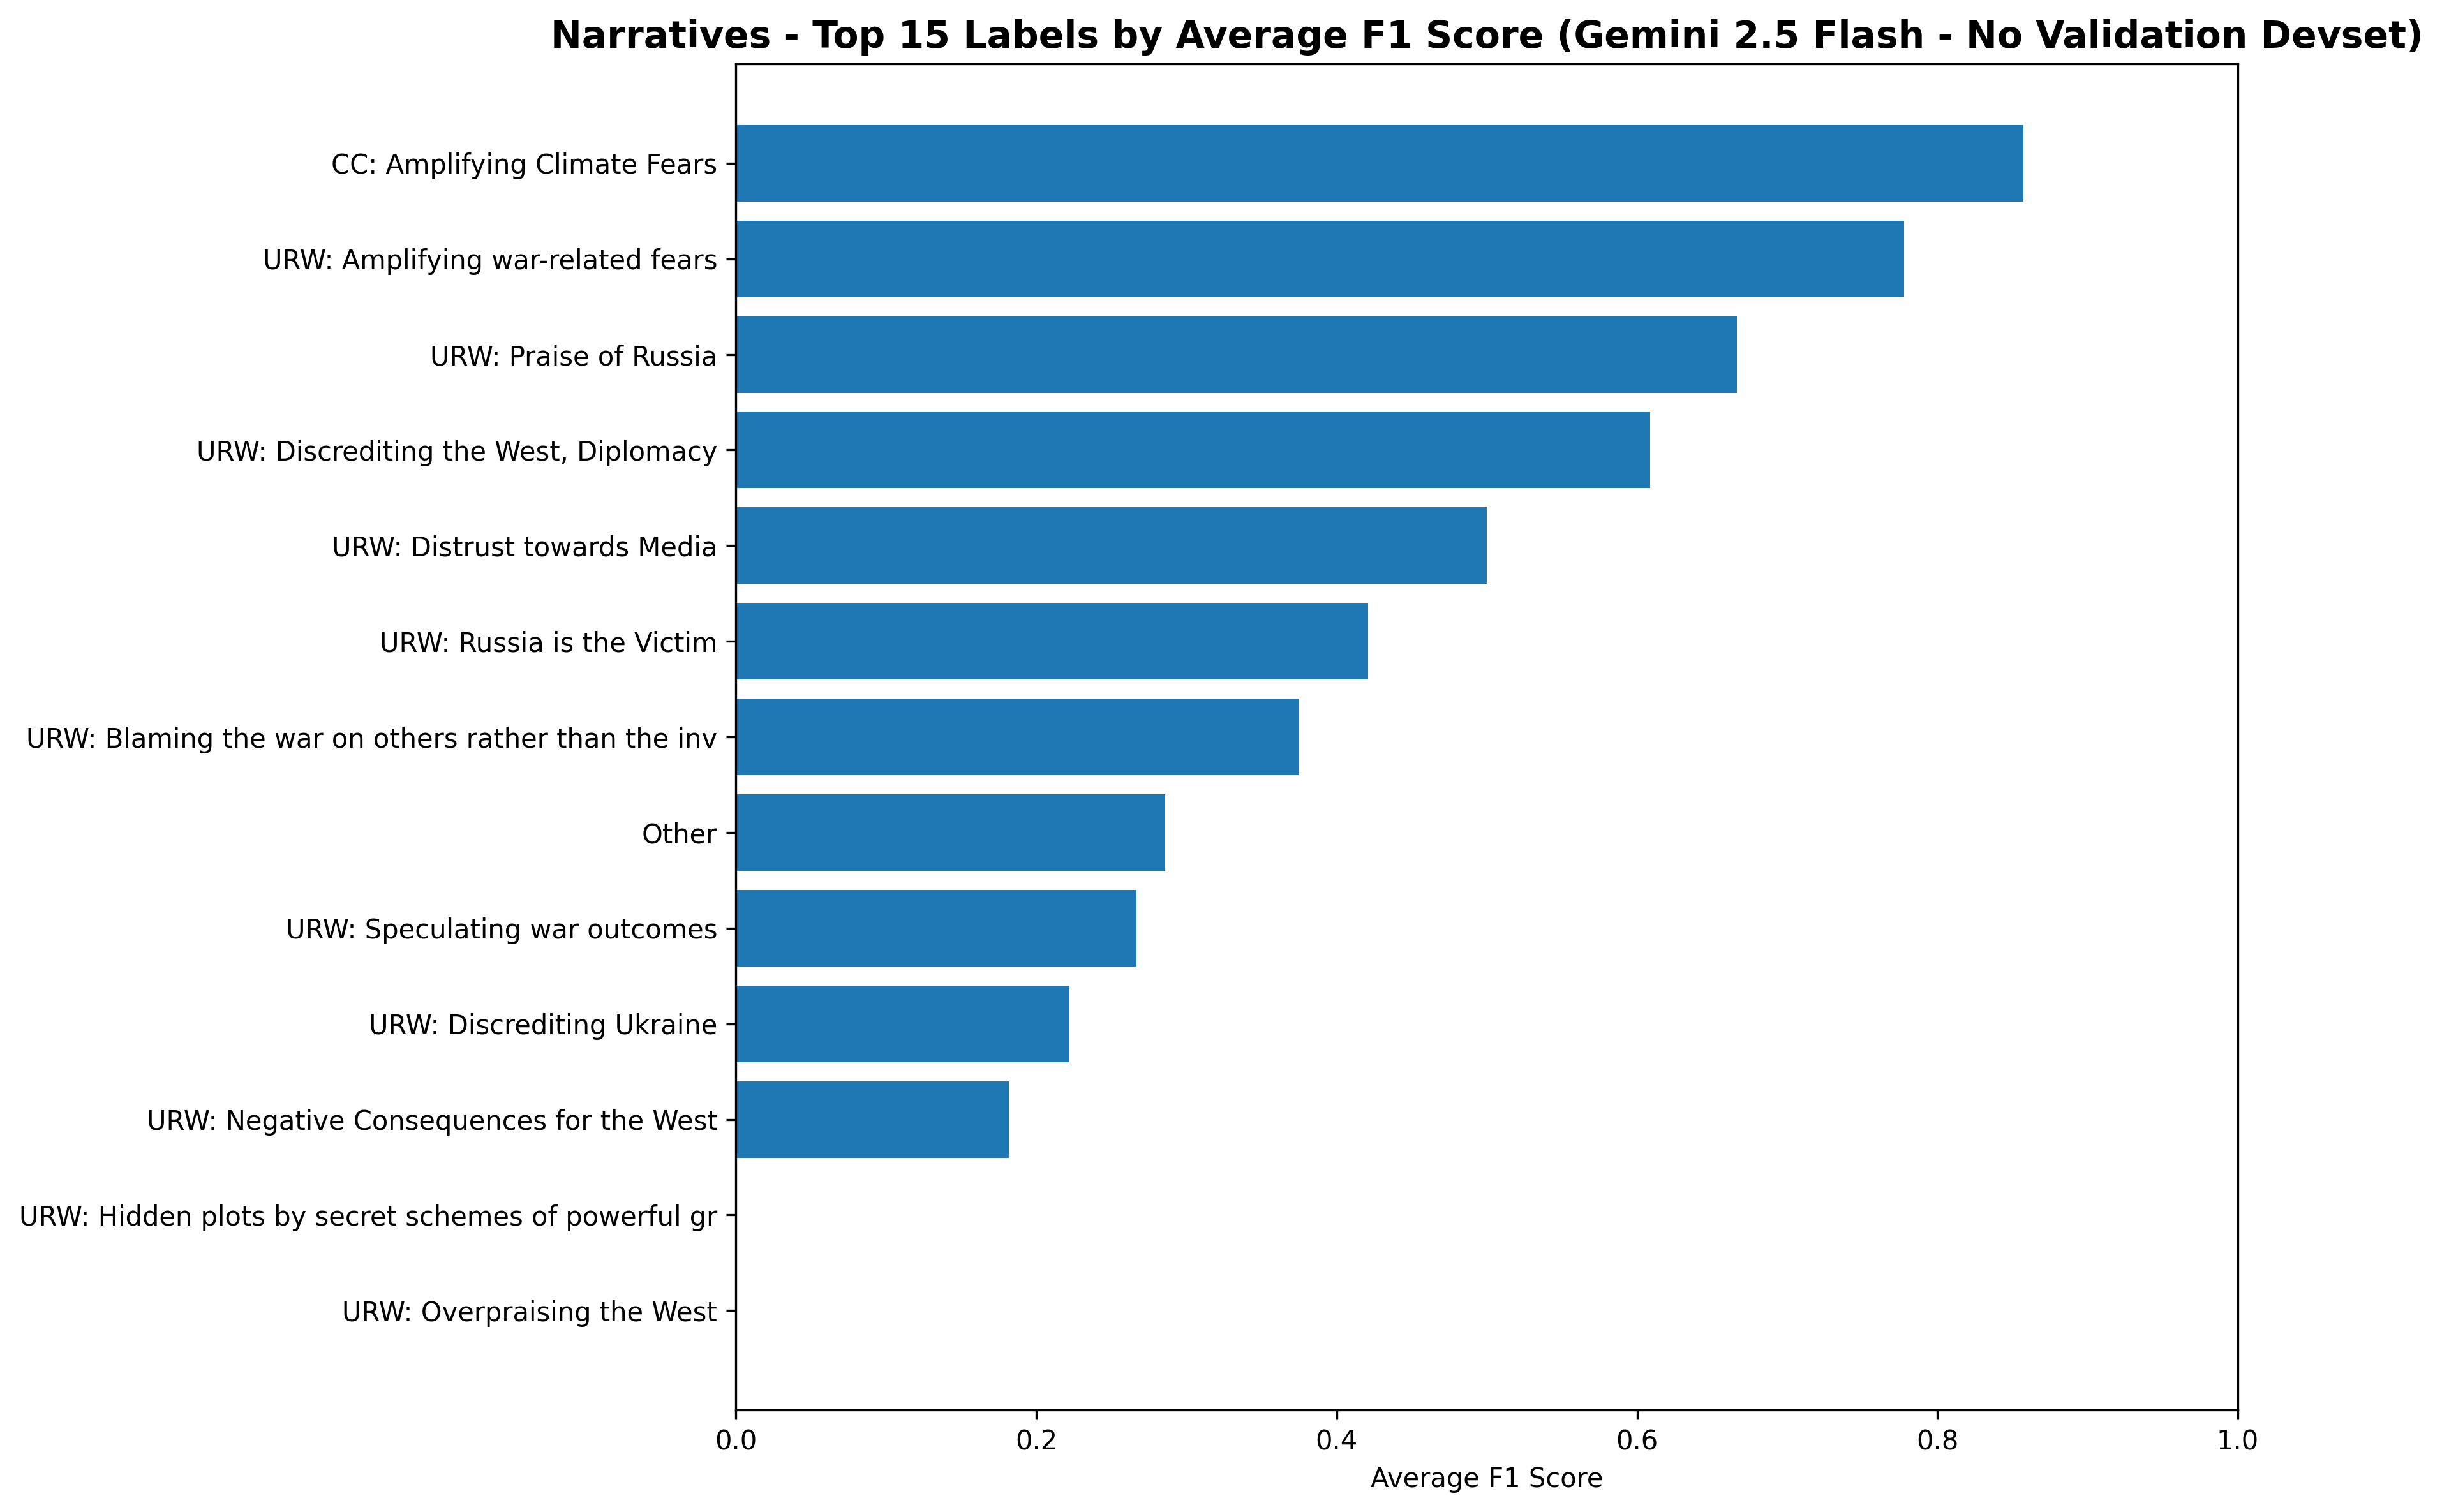 Narratives - Top 15 Labels by Average F1 Score (Gemini 2.5 Flash - No Validation Devset)
CC: Amplifying Climate Fears
URW: Amplifying war-related fears
URW: Praise of Russia
URW: Discrediting the West, Diplomacy
URW: Distrust towards Media
URW: Russia is the Victim
URW: Blaming the war on others rather than the inv
Other
URW: Speculating war outcomes
URW: Discrediting Ukraine
URW: Negative Consequences for the West
URW: Hidden plots by secret schemes of powerful gr
URW: Overpraising the West
0.0 0.2 0.4 0.6 0.8 1.0
Average F1 Score